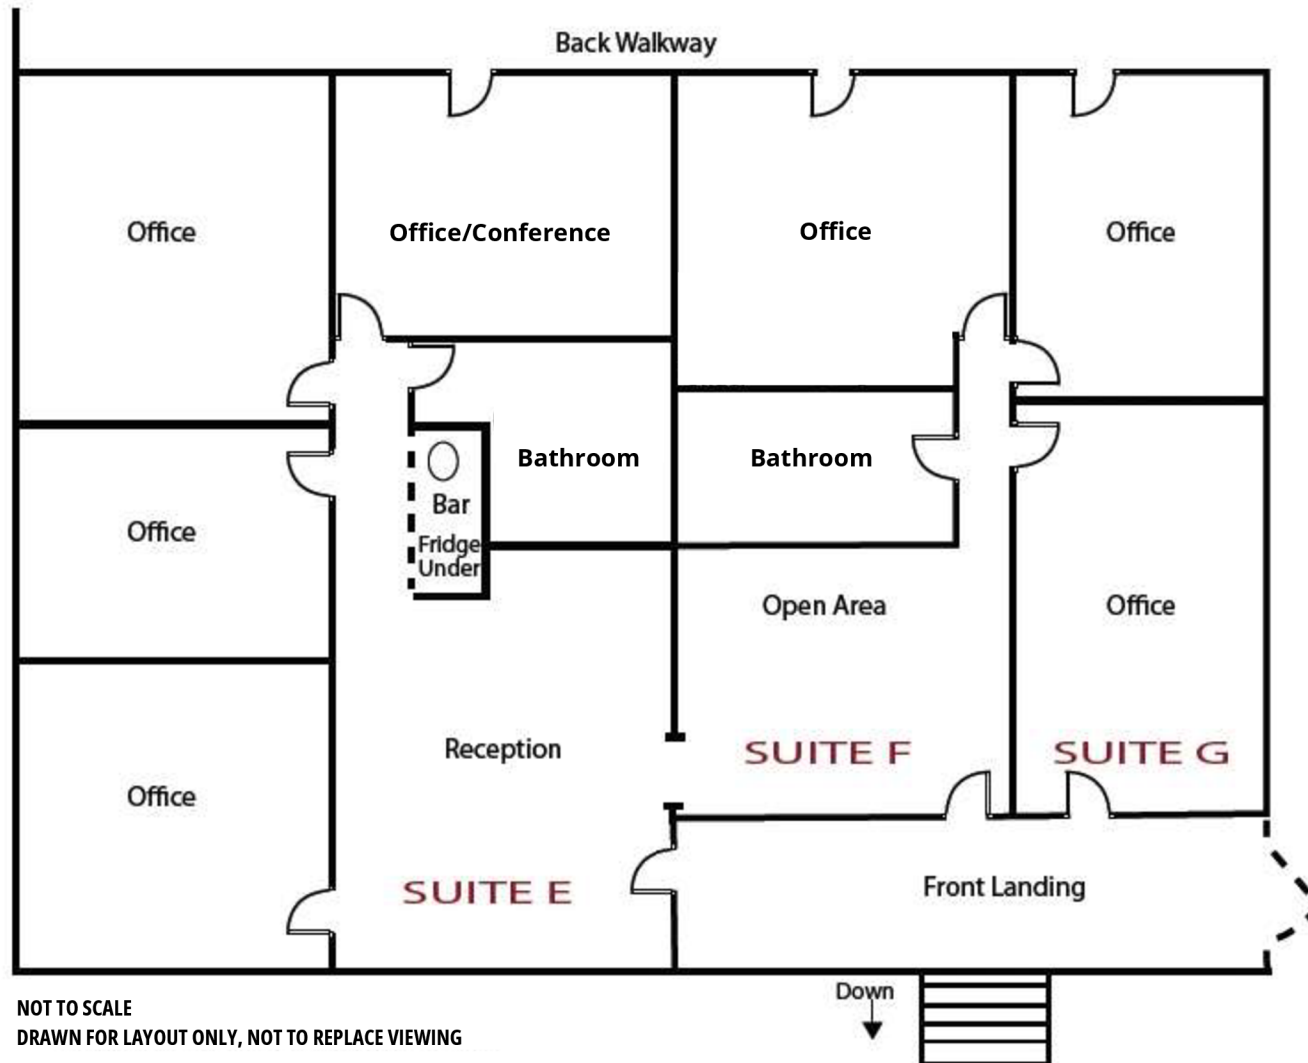 Back Walkway
Office
Office/Conference
Office
Office
Bathroom
Bathroom
Bar
Fridge
Under
Office
Open Area
Office
Reception
SUITE F
SUITE G
Office
SUITE E
Front Landing
Down
NOT TO SCALE
DRAWN FOR LAYOUT ONLY, NOT TO REPLACE VIEWING